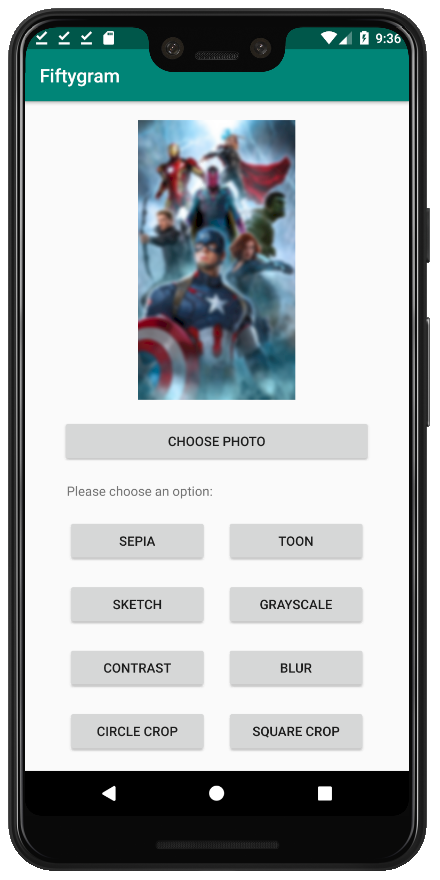 9:36
Fiftygram
CHOOSE PHOTO
Please choose an option:
SEPIA TOON
SKETCH GRAYSCALE
CONTRAST BLUR
CIRCLE CROP SQUARE CROP